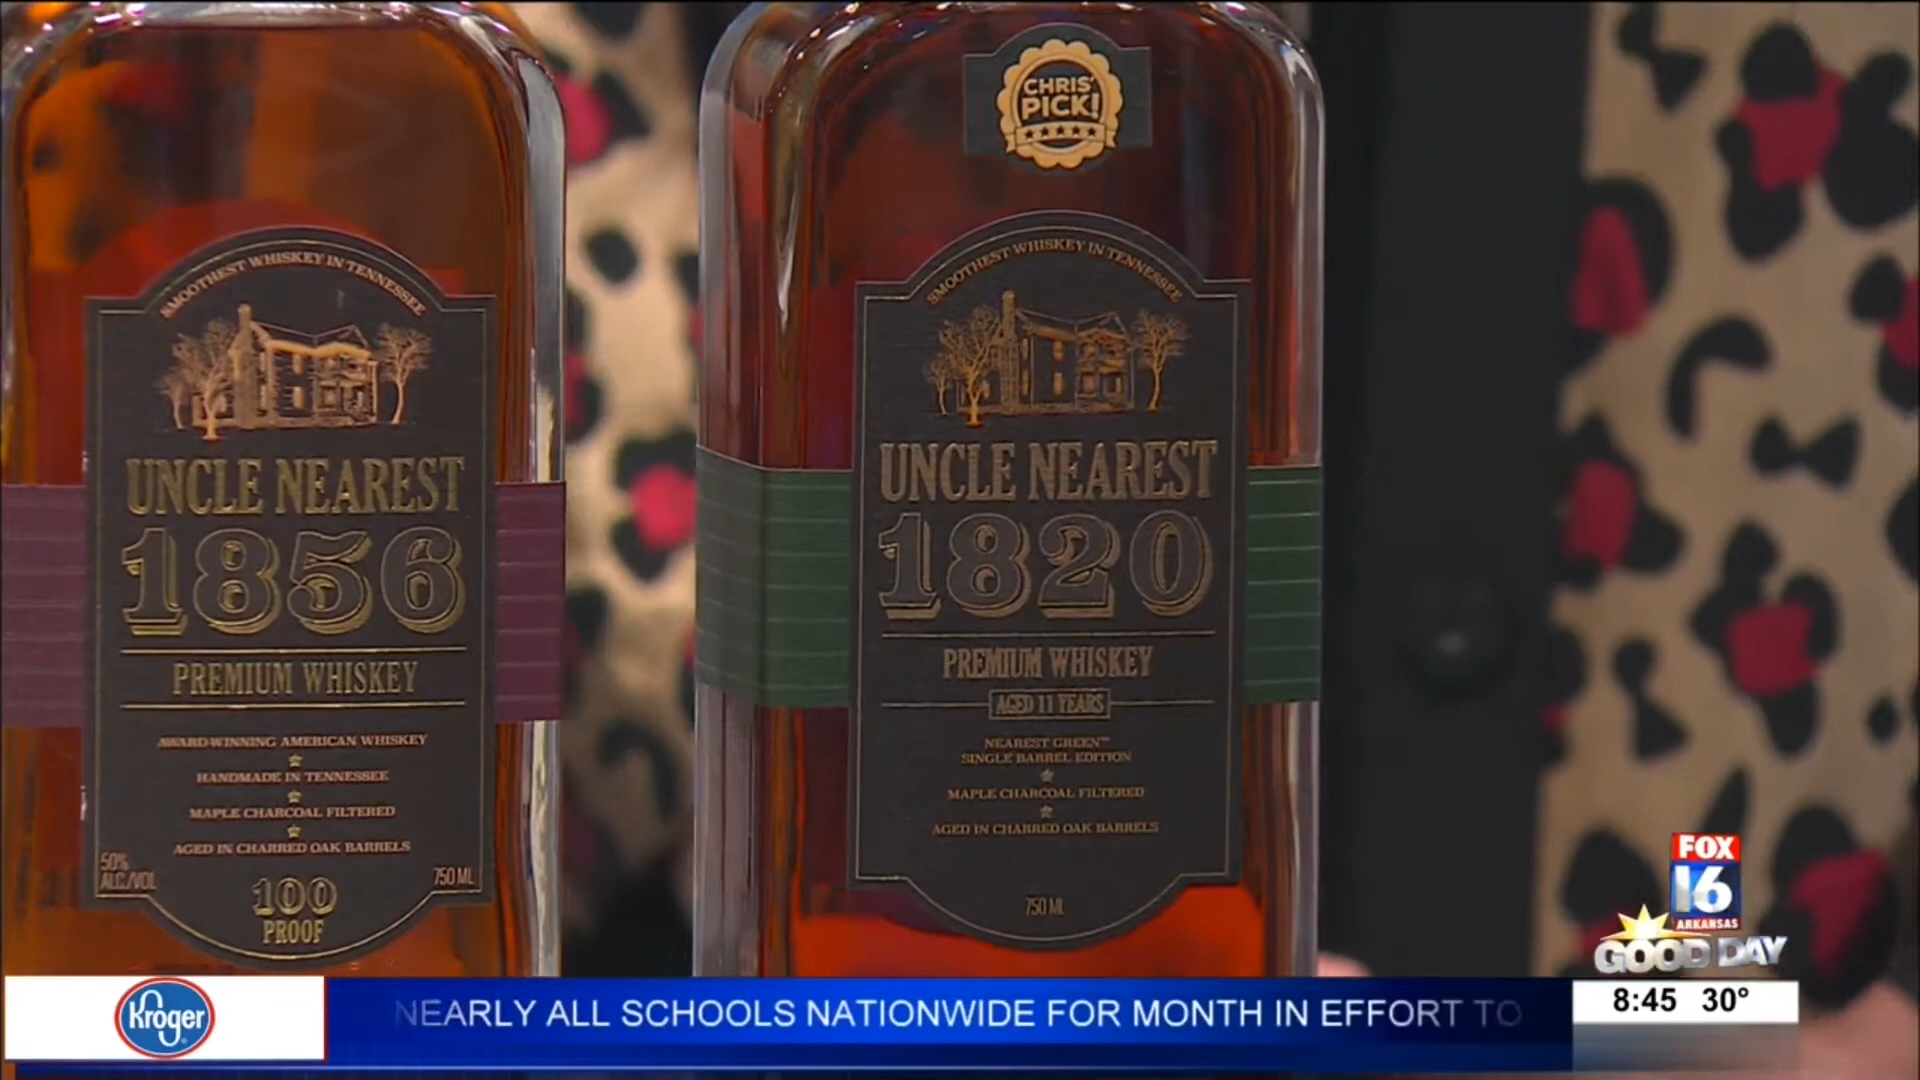 CHRIS'
PICK!
SMOOTHEST WHISKEY IN TENNESSEE
UNCLE NEAREST
1856
PREMIUM WHISKEY
AWARD-WINNING AMERICAN WHISKEY
HANDMADE IN TENNESSEE
MAPLE CHARCOAL FILTERED
AGED IN CHARRED OAK BARRELS
50%
ALC./VOL
750 ML
100
PROOF
SMOOTHEST WHISKEY IN TENNESSEE
UNCLE NEAREST
1820
PREMIUM WHISKEY
AGED 11 YEARS
NEAREST GREEN™
SINGLE BARREL EDITION
MAPLE CHARCOAL FILTERED
AGED IN CHARRED OAK BARRELS
750 ML
FOX
16
ARKANSAS
GOOD DAY
Kroger
NEARLY ALL SCHOOLS NATIONWIDE FOR MONTH IN EFFORT TO
8:45 30°